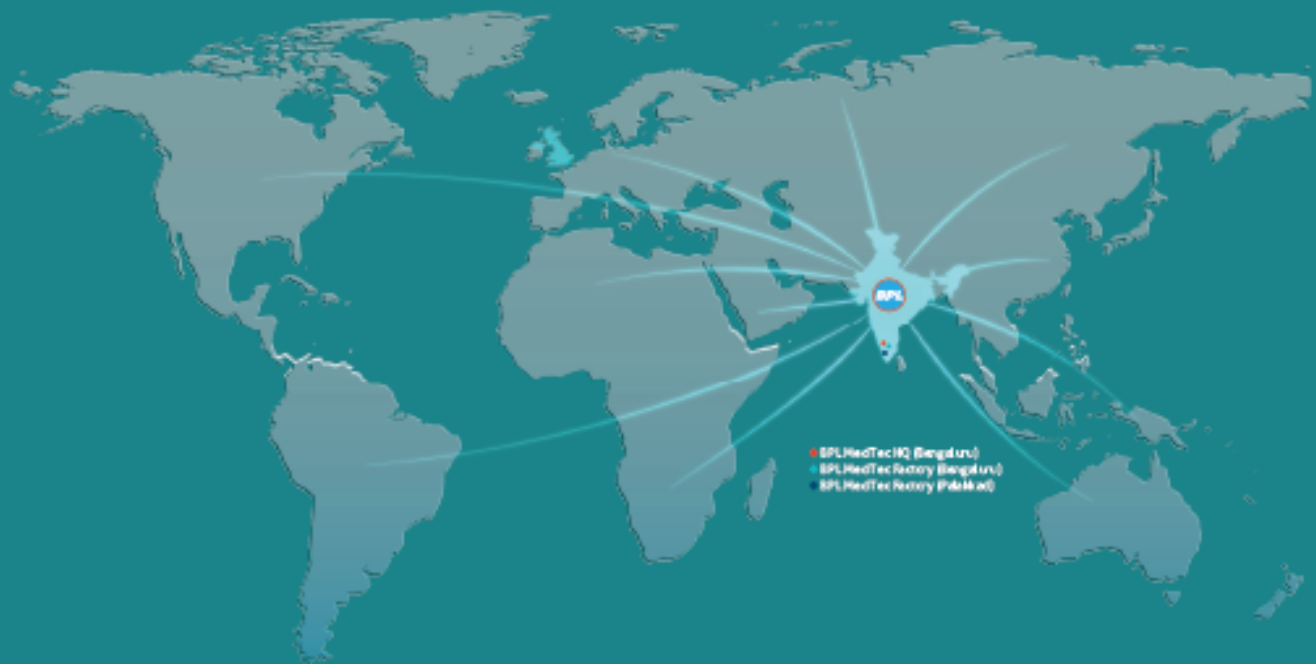 BPL
BPL MedTec HQ (Bengaluru)
BPL MedTec Factory (Bengaluru)
BPL MedTec Factory (Palakkad)